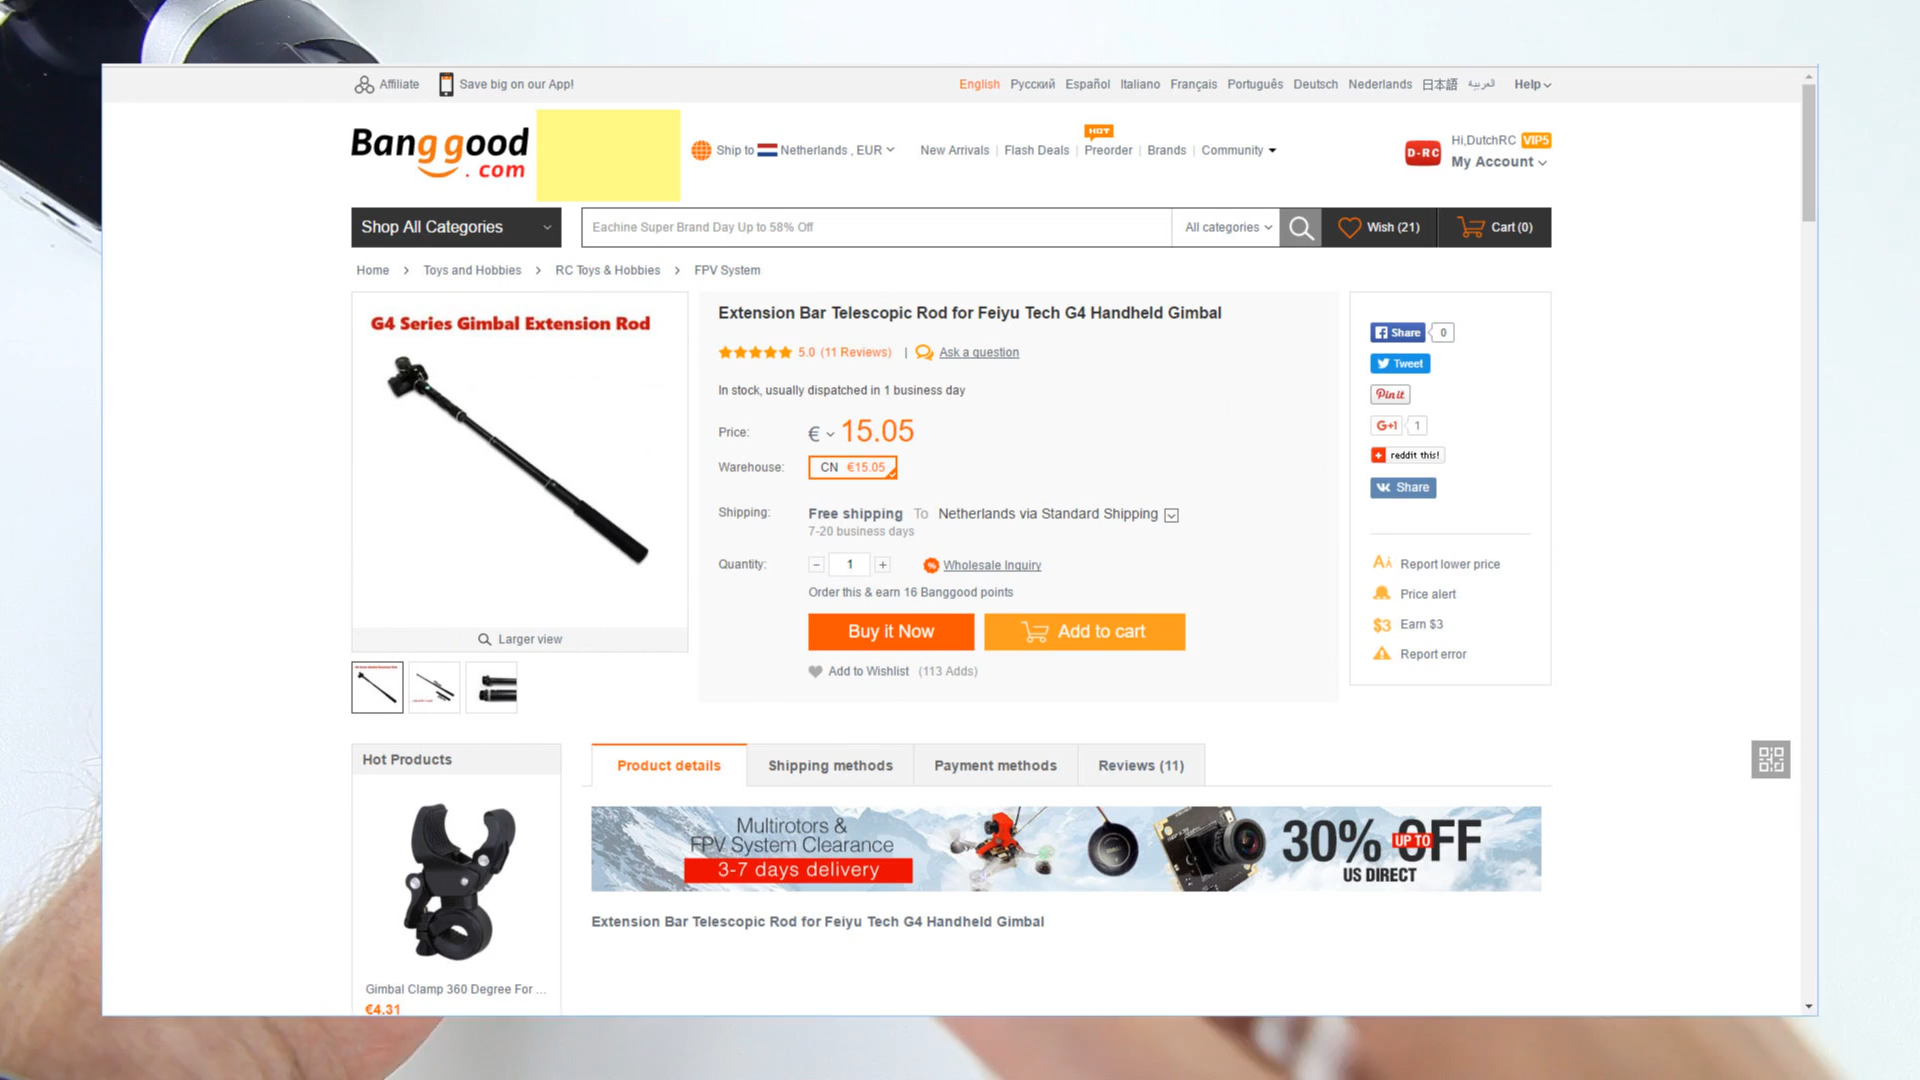 Affiliate
Save big on our App!
English Русский Español Italiano Français Português Deutsch Nederlands 日本語 العربية Help
Banggood
.com
Ship to Netherlands , EUR
New Arrivals | Flash Deals | Preorder | Brands | Community
HOT
D-RC
Hi,DutchRC VIP5
My Account
Shop All Categories
Eachine Super Brand Day Up to 58% Off
All categories
Wish (21)
Cart (0)
Home > Toys and Hobbies > RC Toys & Hobbies > FPV System
G4 Series Gimbal Extension Rod
Larger view
Extension Bar Telescopic Rod for Feiyu Tech G4 Handheld Gimbal
5.0 (11 Reviews) | Ask a question
In stock, usually dispatched in 1 business day
Price: € 15.05
Warehouse: CN €15.05
Shipping: Free shipping To Netherlands via Standard Shipping
7-20 business days
Quantity: − 1 + Wholesale Inquiry
Order this & earn 16 Banggood points
Buy it Now
Add to cart
Add to Wishlist (113 Adds)
Share 0
Tweet
Pin it
G+1 1
reddit this!
Share
Report lower price
Price alert
$3 Earn $3
Report error
Hot Products
Gimbal Clamp 360 Degree For ...
€4.31
Product details
Shipping methods
Payment methods
Reviews (11)
Multirotors &
FPV System Clearance
3-7 days delivery
30% UP TO OFF
US DIRECT
Extension Bar Telescopic Rod for Feiyu Tech G4 Handheld Gimbal